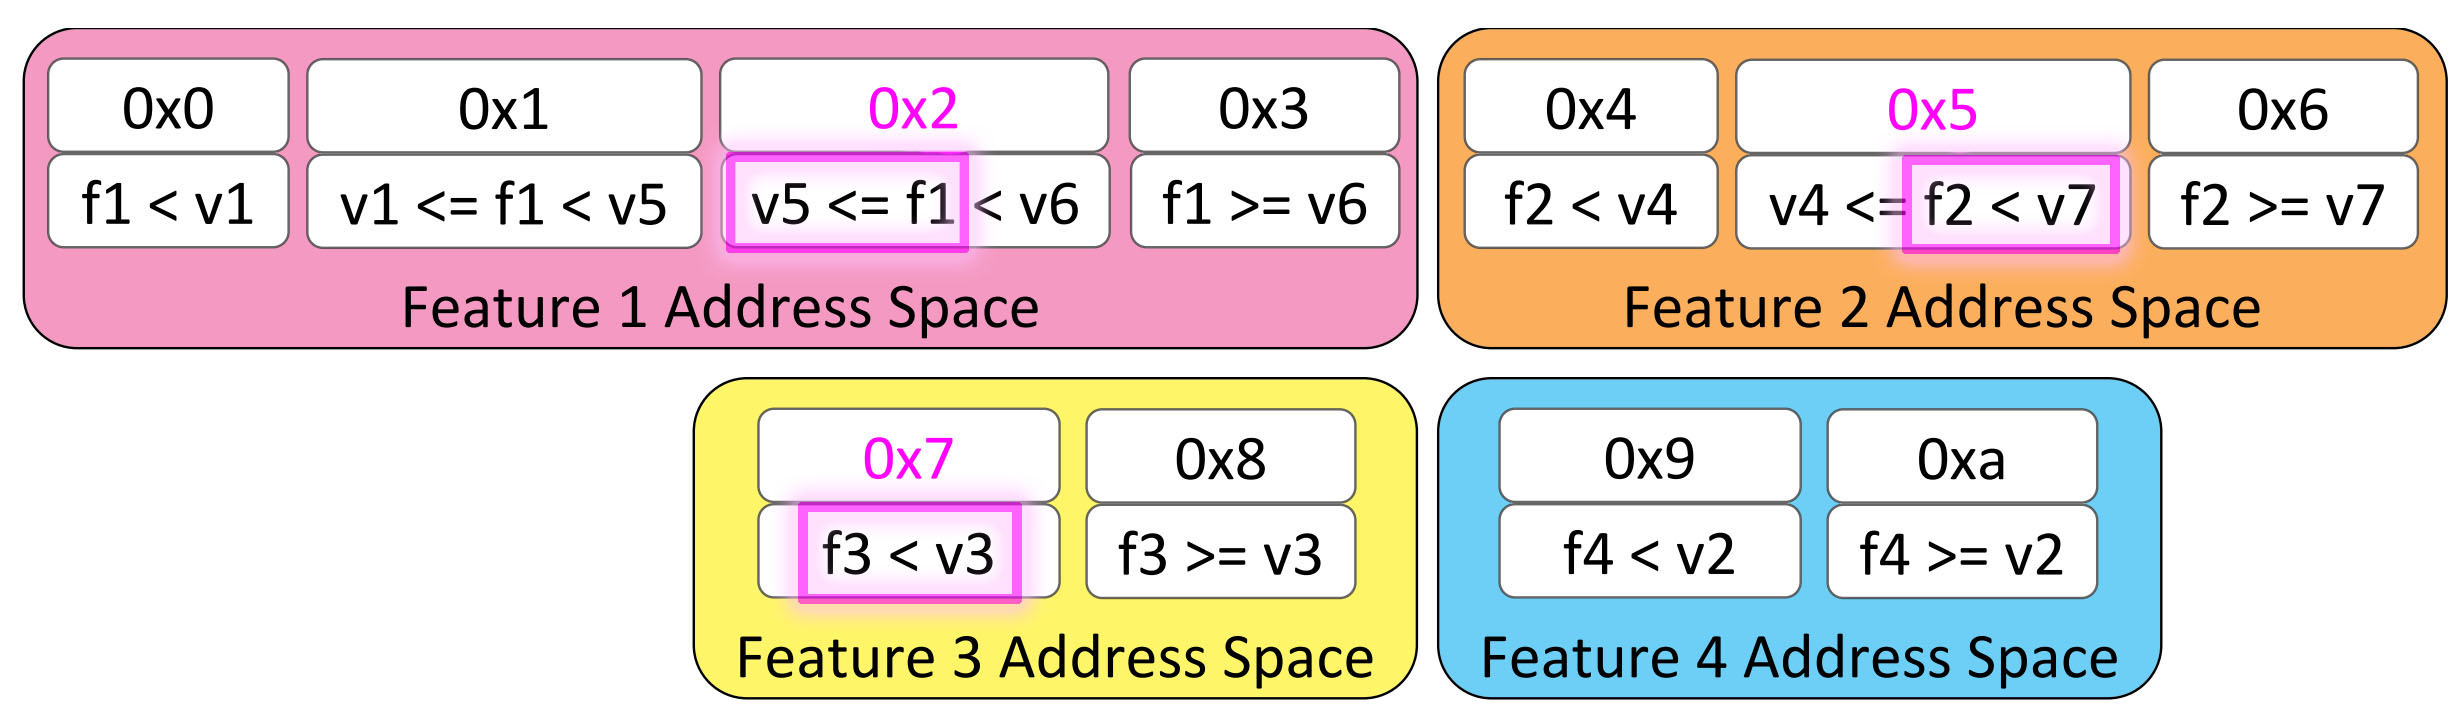 0x0 0x1 0x2 0x3
f1 < v1 v1 <= f1 < v5 v5 <= f1 < v6 f1 >= v6
Feature 1 Address Space
0x4 0x5 0x6
f2 < v4 v4 <= f2 < v7 f2 >= v7
Feature 2 Address Space
0x7 0x8
f3 < v3 f3 >= v3
Feature 3 Address Space
0x9 0xa
f4 < v2 f4 >= v2
Feature 4 Address Space